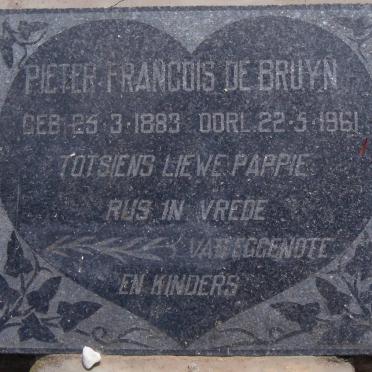 PIETER FRANCOIS DE BRUYN
GEB. 25-3-1883 OORL. 22-5-1961
TOTSIENS LIEWE PAPPIE
RUS IN VREDE
VAN EGGENOTE
EN KINDERS